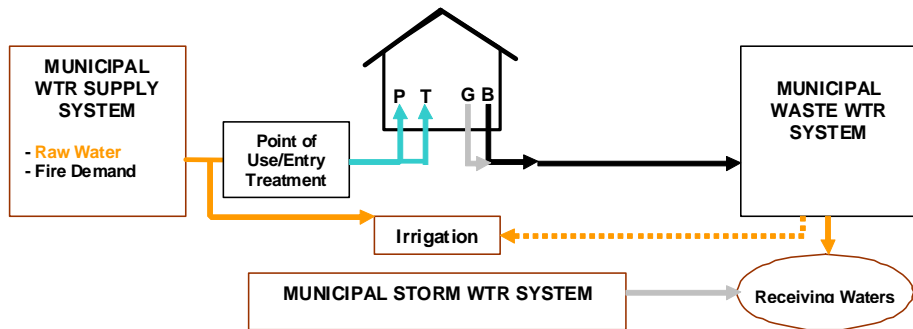 MUNICIPAL
WTR SUPPLY
SYSTEM
- Raw Water
- Fire Demand
Point of
Use/Entry
Treatment
P T G B
MUNICIPAL
WASTE WTR
SYSTEM
Irrigation
MUNICIPAL STORM WTR SYSTEM
Receiving Waters